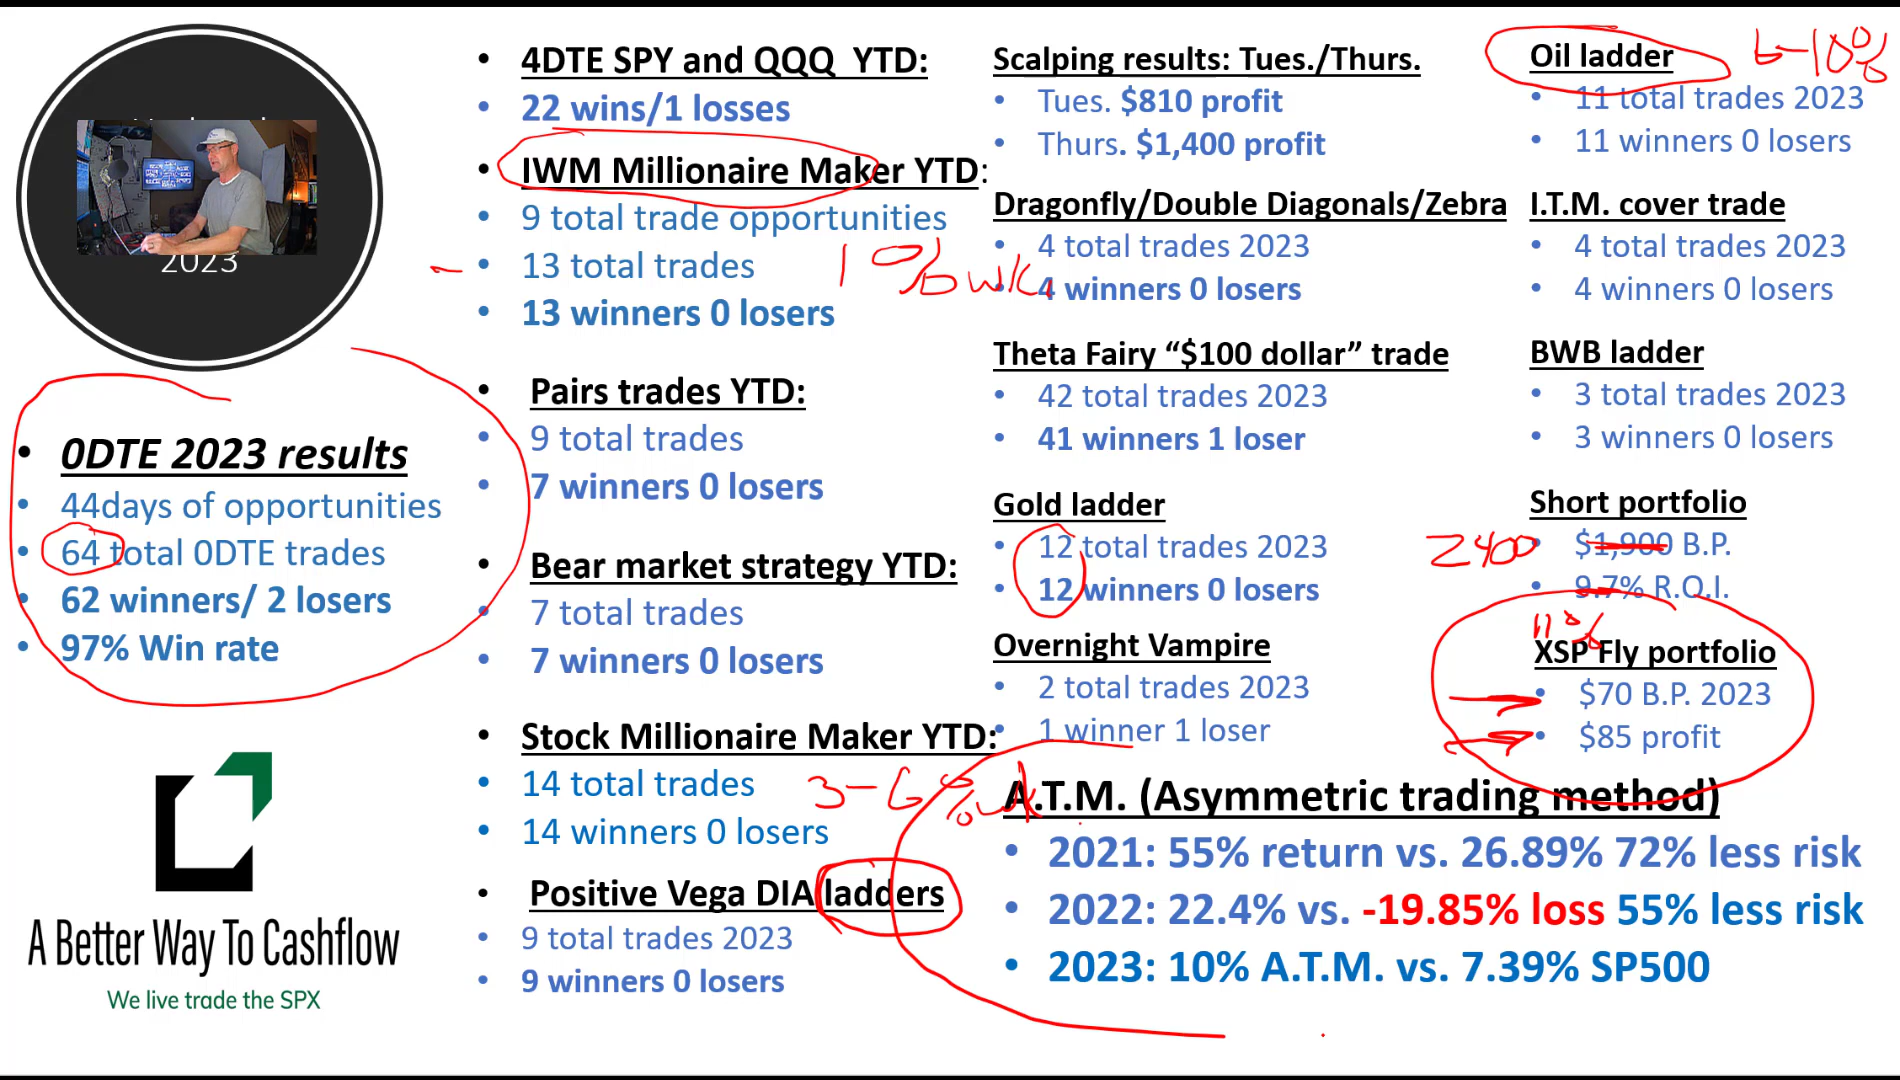 2023
0DTE 2023 results
44days of opportunities
64 total 0DTE trades
62 winners/ 2 losers
97% Win rate
A Better Way To Cashflow
We live trade the SPX
4DTE SPY and QQQ YTD:
22 wins/1 losses
IWM Millionaire Maker YTD:
9 total trade opportunities
13 total trades
1%wk
13 winners 0 losers
Pairs trades YTD:
9 total trades
7 winners 0 losers
Bear market strategy YTD:
7 total trades
7 winners 0 losers
Stock Millionaire Maker YTD:
14 total trades
3-6% wk
14 winners 0 losers
Positive Vega DIA ladders
9 total trades 2023
9 winners 0 losers
Scalping results: Tues./Thurs.
Tues. $810 profit
Thurs. $1,400 profit
Dragonfly/Double Diagonals/Zebra
4 total trades 2023
4 winners 0 losers
Theta Fairy “$100 dollar” trade
42 total trades 2023
41 winners 1 loser
Gold ladder
12 total trades 2023
12 winners 0 losers
Overnight Vampire
2 total trades 2023
1 winner 1 loser
Oil ladder
6-10%
11 total trades 2023
11 winners 0 losers
I.T.M. cover trade
4 total trades 2023
4 winners 0 losers
BWB ladder
3 total trades 2023
3 winners 0 losers
Short portfolio
2400
$1,900 B.P.
9.7% R.O.I.
11%
XSP Fly portfolio
$70 B.P. 2023
$85 profit
A.T.M. (Asymmetric trading method)
2021: 55% return vs. 26.89% 72% less risk
2022: 22.4% vs. -19.85% loss 55% less risk
2023: 10% A.T.M. vs. 7.39% SP500